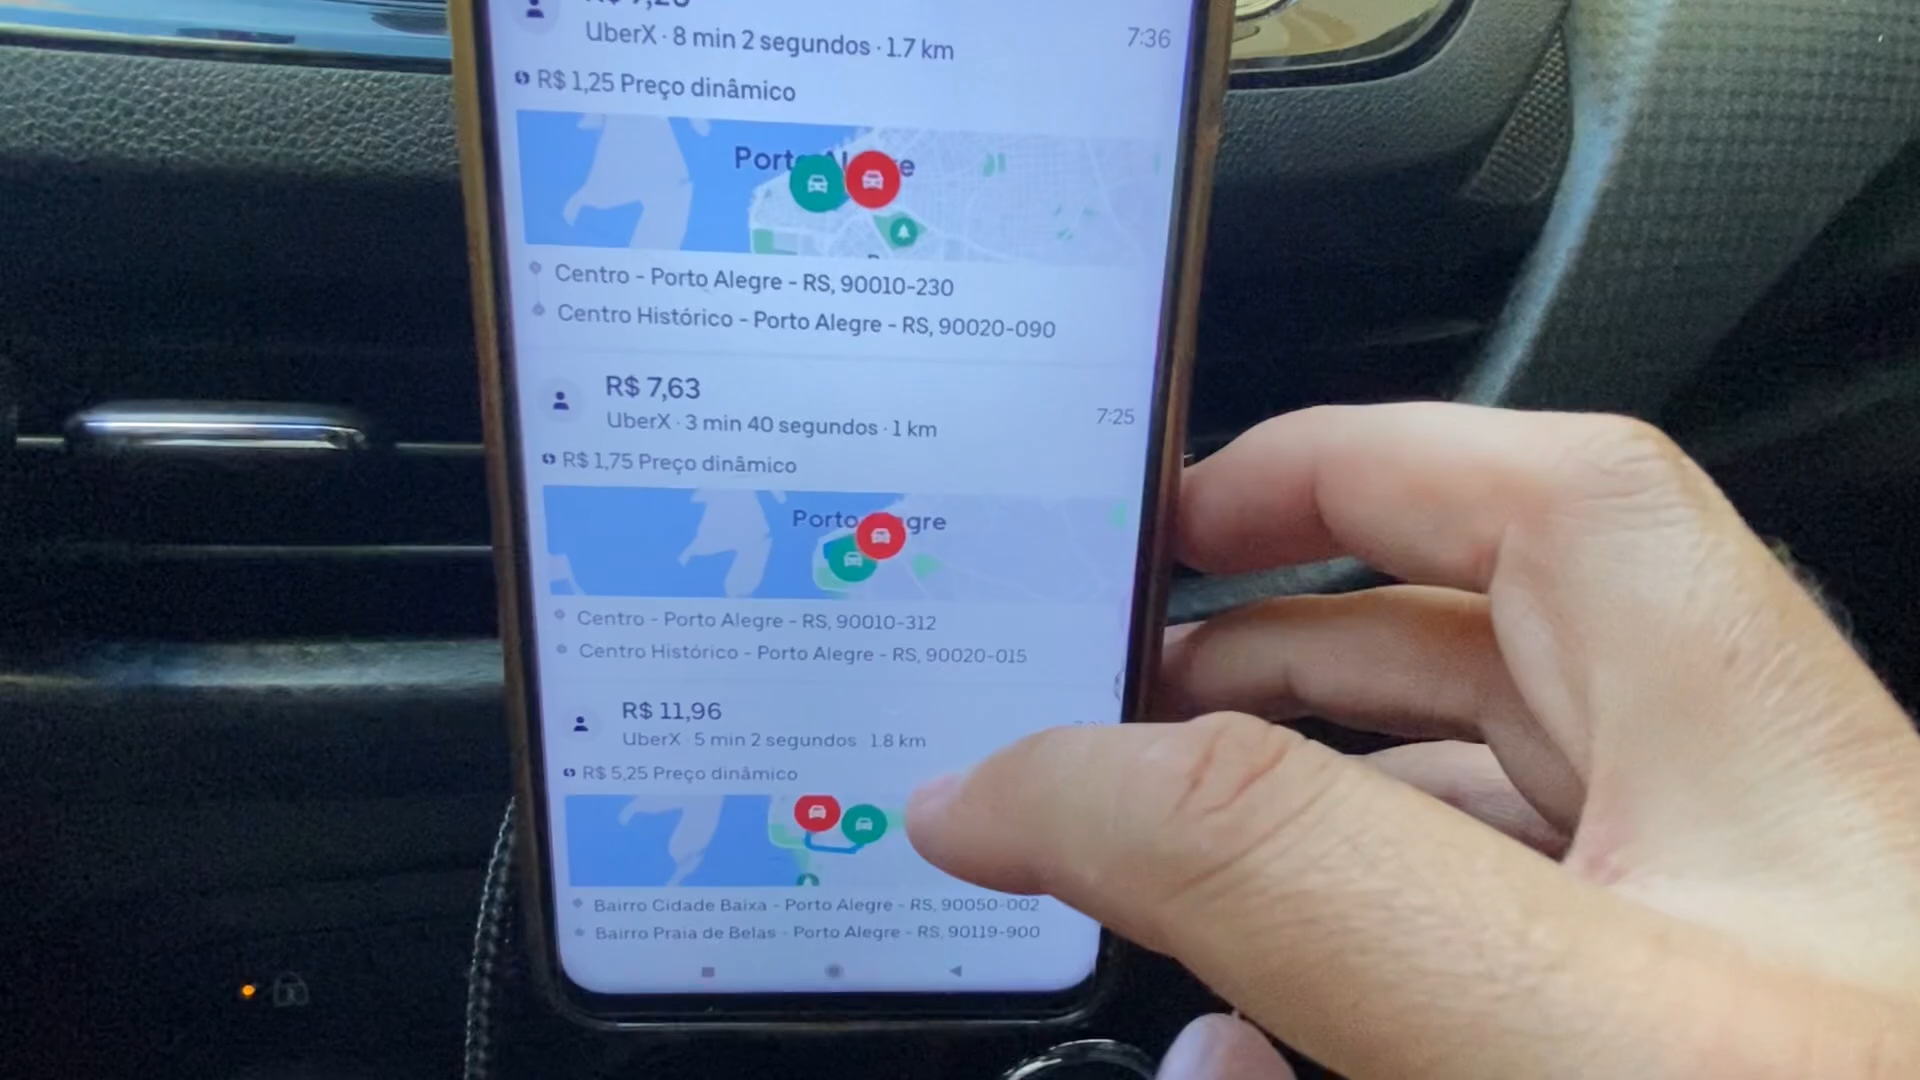 UberX · 8 min 2 segundos · 1.7 km
7:36
R$ 1,25 Preço dinâmico
Porto Alegre
Centro - Porto Alegre - RS, 90010-230
Centro Histórico - Porto Alegre - RS, 90020-090
R$ 7,63
UberX · 3 min 40 segundos · 1 km
7:25
R$ 1,75 Preço dinâmico
Porto gre
Centro - Porto Alegre - RS, 90010-312
Centro Histórico - Porto Alegre - RS, 90020-015
R$ 11,96
UberX · 5 min 2 segundos · 1.8 km
R$ 5,25 Preço dinâmico
Bairro Cidade Baixa - Porto Alegre - RS, 90050-002
Bairro Praia de Belas - Porto Alegre - RS, 90119-900